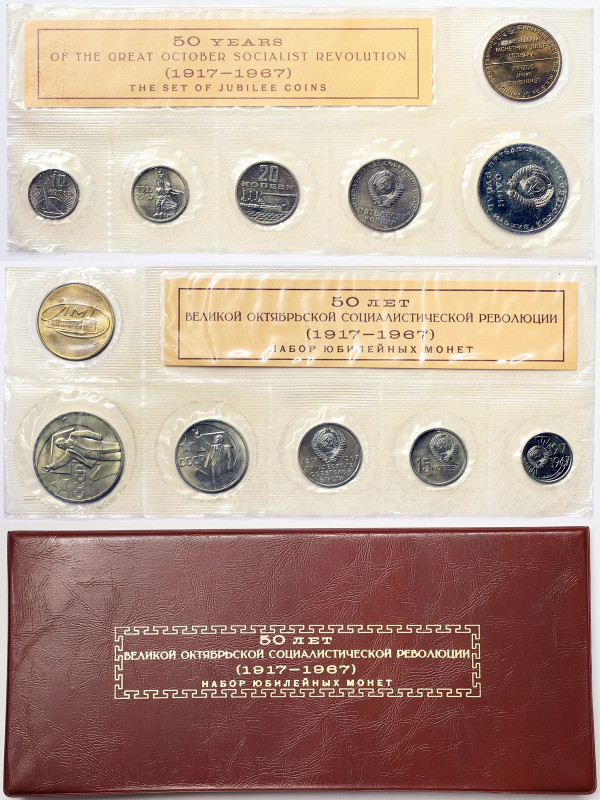 50 YEARS
OF THE GREAT OCTOBER SOCIALIST REVOLUTION
(1917–1967)
THE SET OF JUBILEE COINS
20
КОПЕЕК
50 ЛЕТ
ВЕЛИКОЙ ОКТЯБРЬСКОЙ СОЦИАЛИСТИЧЕСКОЙ РЕВОЛЮЦИИ
(1917–1967)
НАБОР ЮБИЛЕЙНЫХ МОНЕТ
ЛМД
СССР
15
КОПЕЕК
1967
50 ЛЕТ
ВЕЛИКОЙ ОКТЯБРЬСКОЙ СОЦИАЛИСТИЧЕСКОЙ РЕВОЛЮЦИИ
(1917–1967)
НАБОР ЮБИЛЕЙНЫХ МОНЕТ